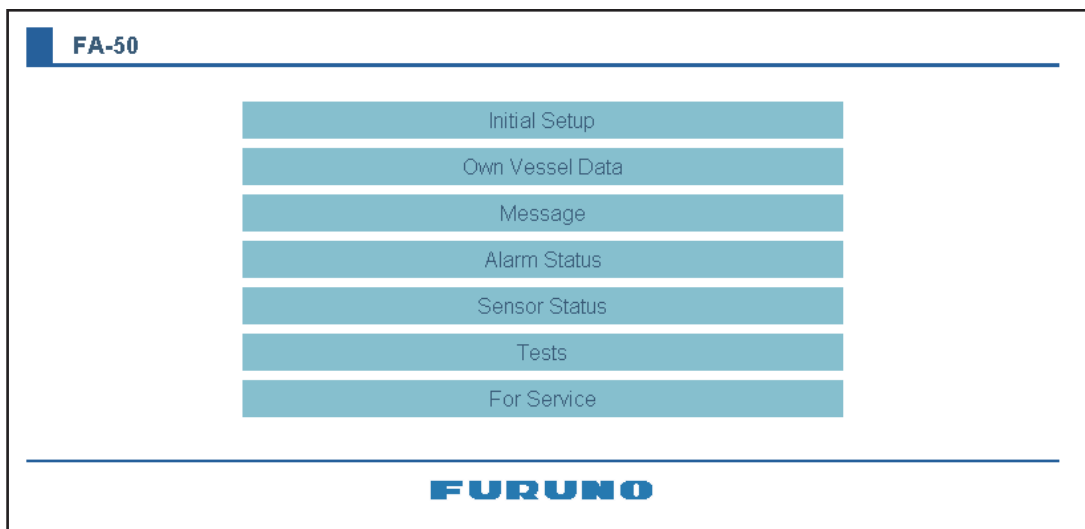 FA-50
Initial Setup
Own Vessel Data
Message
Alarm Status
Sensor Status
Tests
For Service
FURUNO